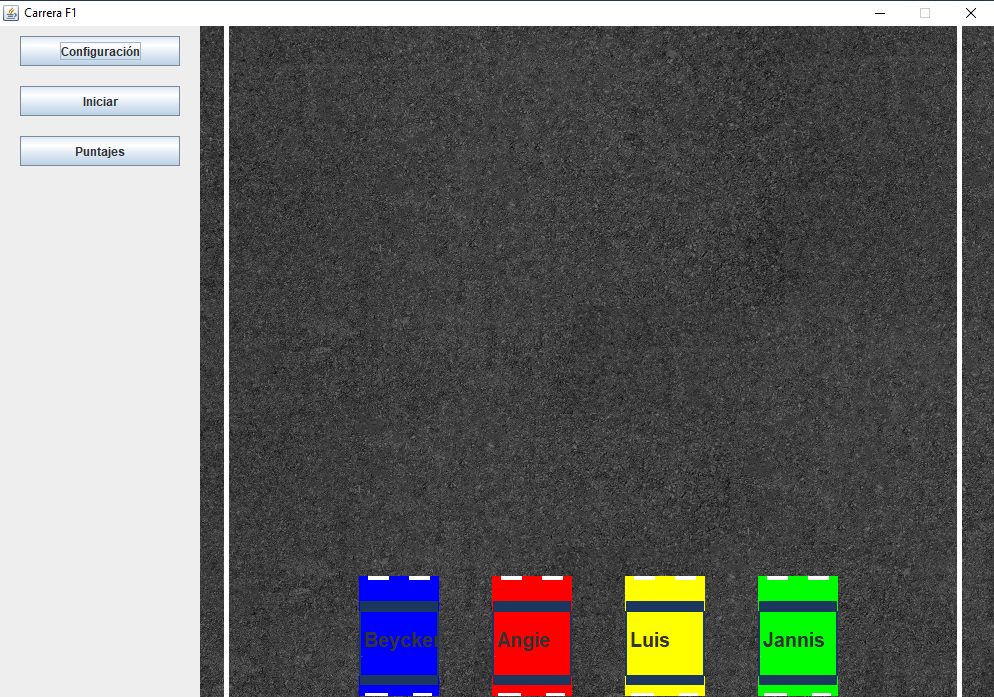 Carrera F1
Configuración
Iniciar
Puntajes
Beycker
Angie
Luis
Jannis